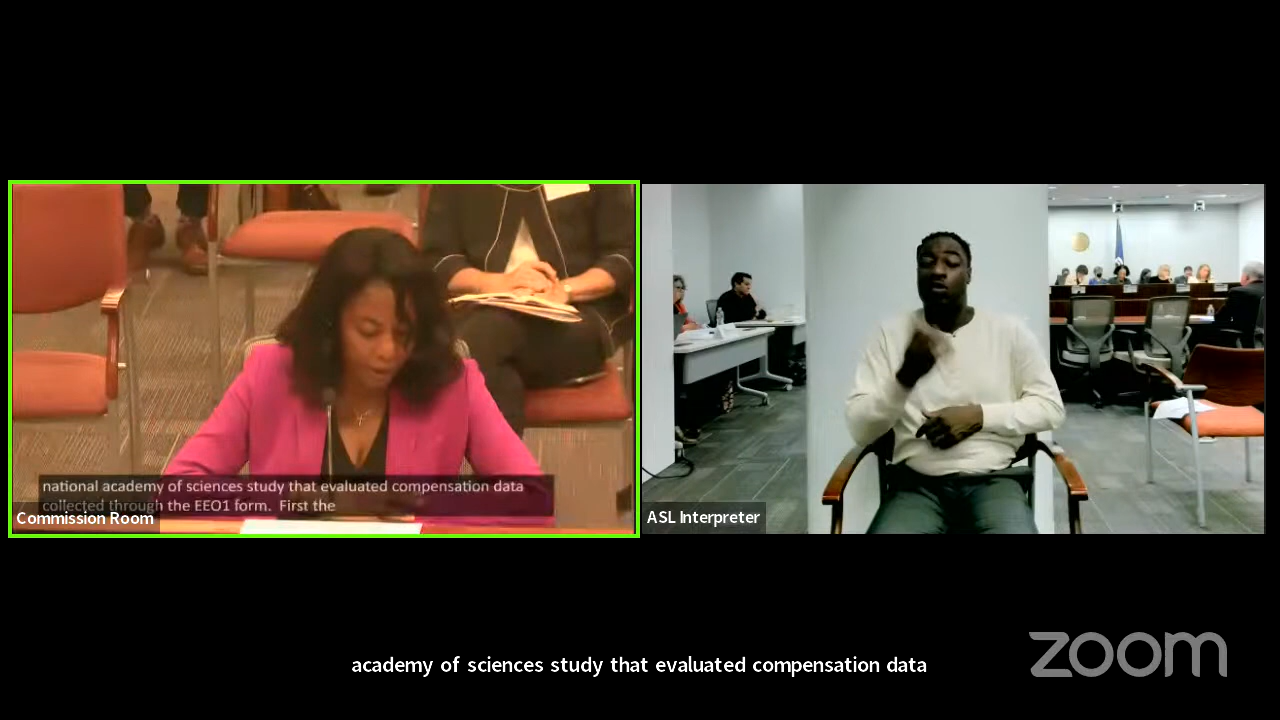 national academy of sciences study that evaluated compensation data
collected through the EEO1 form. First the
Commission Room
ASL Interpreter
academy of sciences study that evaluated compensation data
zoom